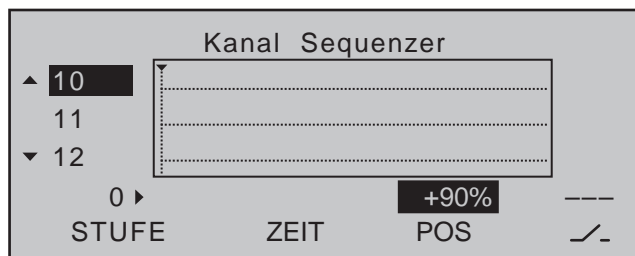 Kanal Sequenzer
10
11
12
0 +90% ---
STUFE ZEIT POS